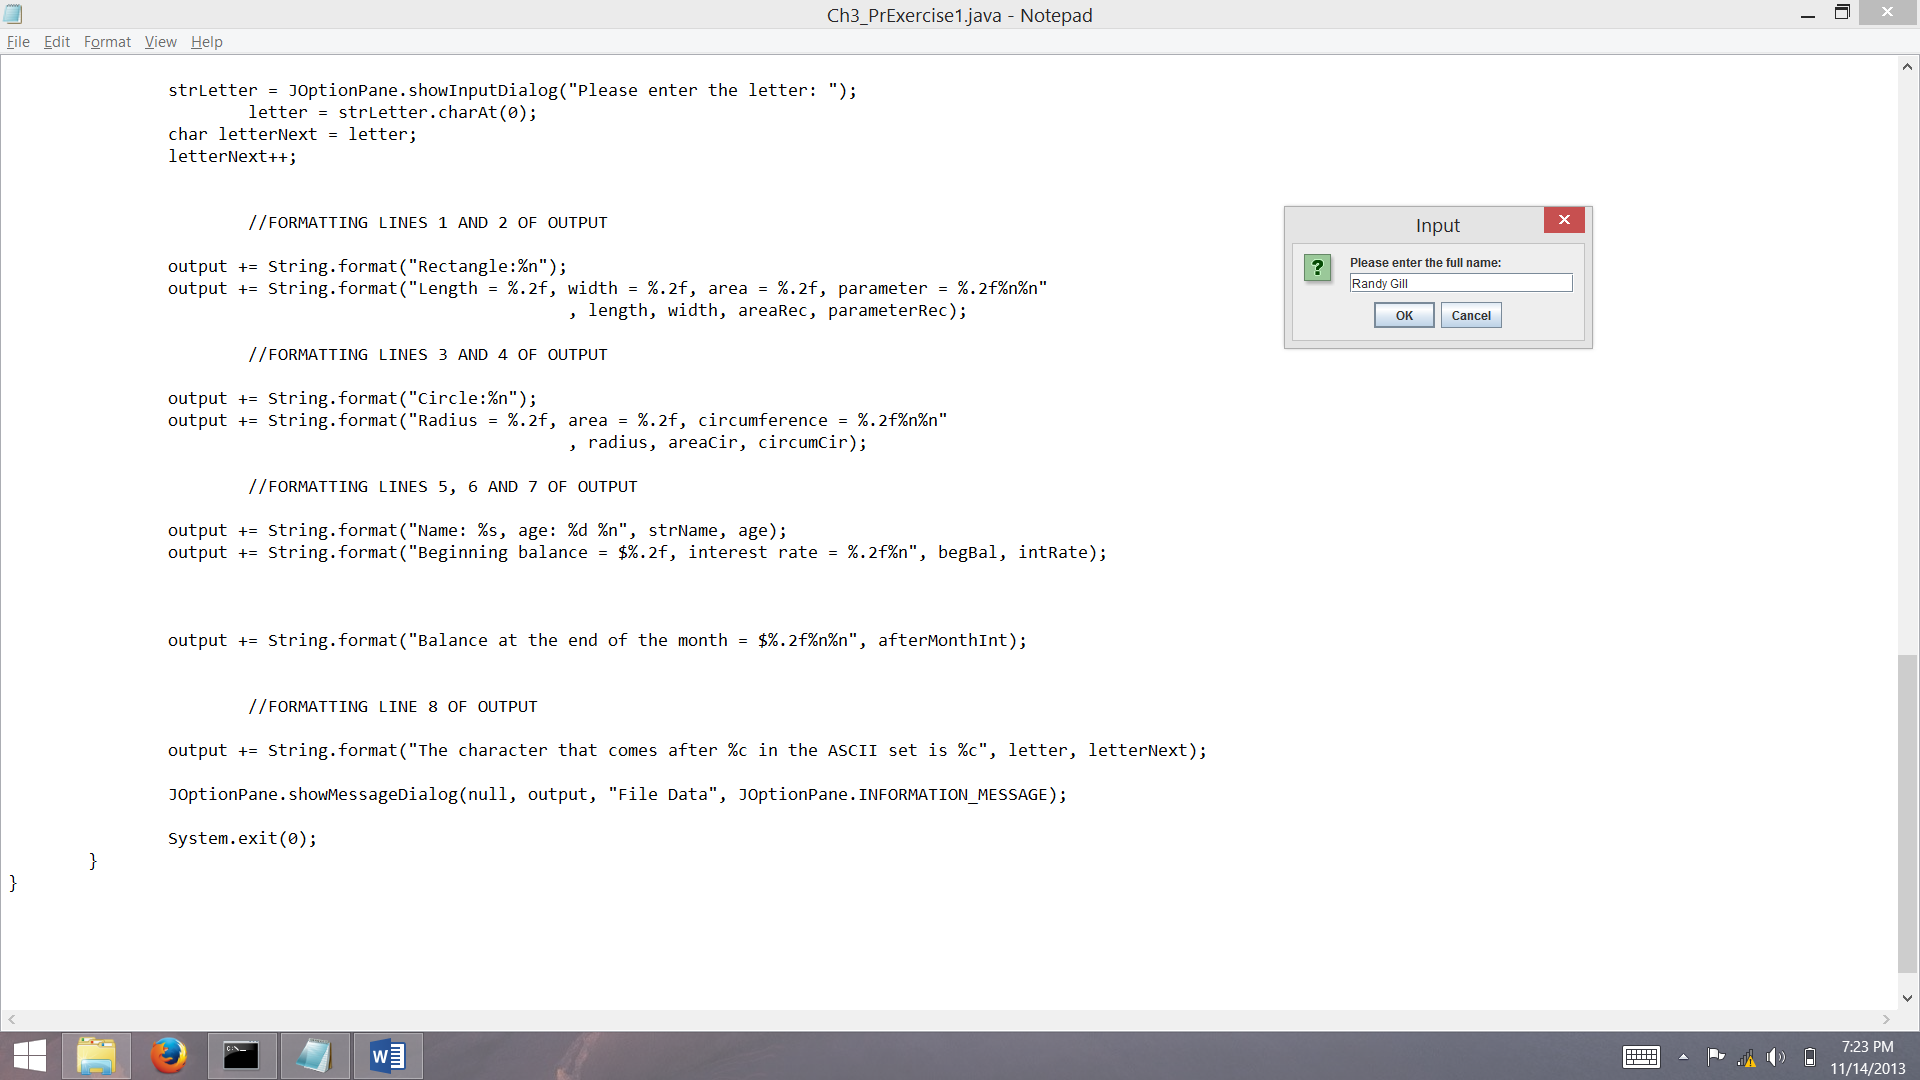 Ch3_PrExercise1.java - Notepad
File Edit Format View Help
strLetter = JOptionPane.showInputDialog("Please enter the letter: ");
letter = strLetter.charAt(0);
char letterNext = letter;
letterNext++;
//FORMATTING LINES 1 AND 2 OF OUTPUT
output += String.format("Rectangle:%n");
output += String.format("Length = %.2f, width = %.2f, area = %.2f, parameter = %.2f%n%n"
, length, width, areaRec, parameterRec);
//FORMATTING LINES 3 AND 4 OF OUTPUT
output += String.format("Circle:%n");
output += String.format("Radius = %.2f, area = %.2f, circumference = %.2f%n%n"
, radius, areaCir, circumCir);
//FORMATTING LINES 5, 6 AND 7 OF OUTPUT
output += String.format("Name: %s, age: %d %n", strName, age);
output += String.format("Beginning balance = $%.2f, interest rate = %.2f%n", begBal, intRate);
output += String.format("Balance at the end of the month = $%.2f%n%n", afterMonthInt);
//FORMATTING LINE 8 OF OUTPUT
output += String.format("The character that comes after %c in the ASCII set is %c", letter, letterNext);
JOptionPane.showMessageDialog(null, output, "File Data", JOptionPane.INFORMATION_MESSAGE);
System.exit(0);
}
}
Input
Please enter the full name:
Randy Gill
OK Cancel
7:23 PM
11/14/2013